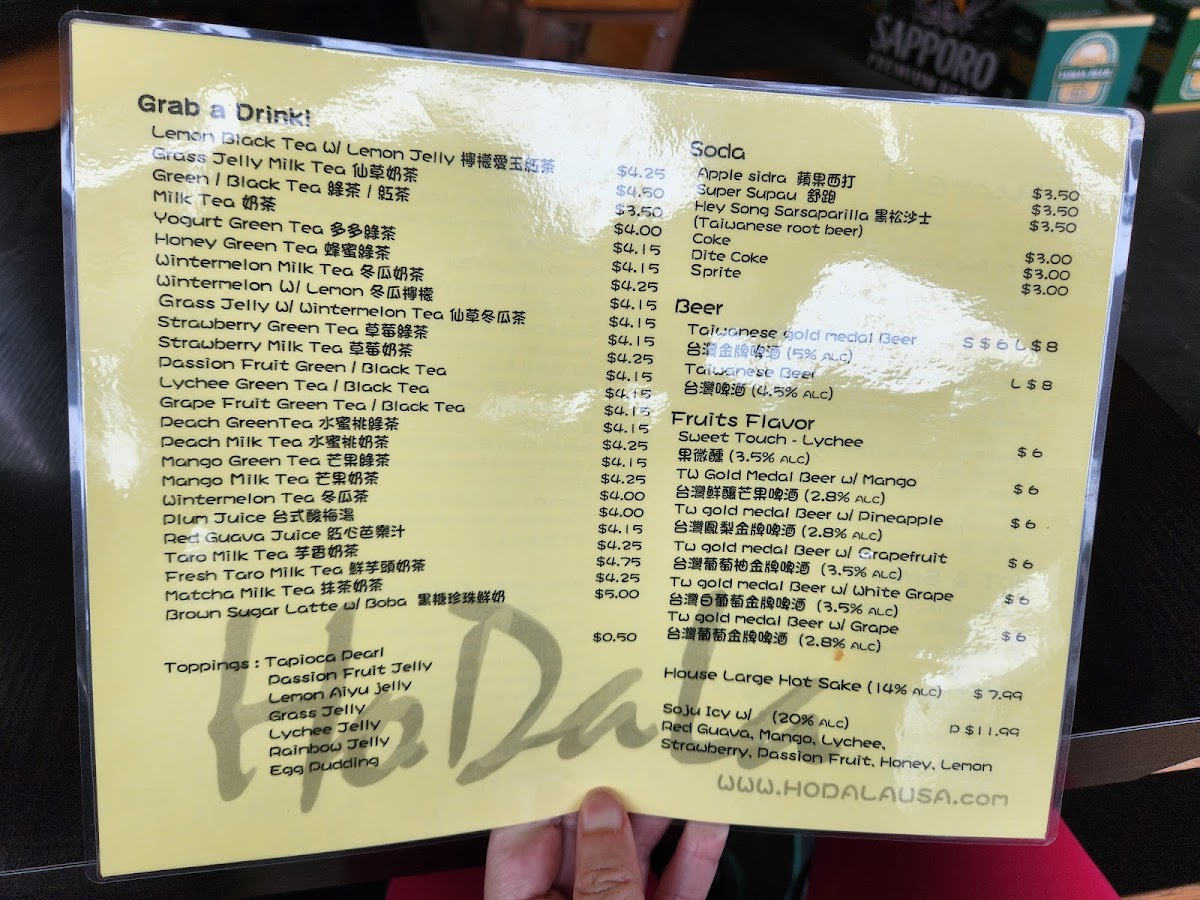 Grab a Drink!
Lemon Black Tea W/ Lemon Jelly 檸檬愛玉紅茶 $4.25
Grass Jelly Milk Tea 仙草奶茶 $4.50
Green / Black Tea 綠茶 / 紅茶 $3.50
Milk Tea 奶茶 $4.00
Yogurt Green Tea 多多綠茶 $4.15
Honey Green Tea 蜂蜜綠茶 $4.15
Wintermelon Milk Tea 冬瓜奶茶 $4.25
Wintermelon W/ Lemon 冬瓜檸檬 $4.15
Grass Jelly W/ Wintermelon Tea 仙草冬瓜茶 $4.15
Strawberry Green Tea 草莓綠茶 $4.15
Strawberry Milk Tea 草莓奶茶 $4.25
Passion Fruit Green / Black Tea $4.15
Lychee Green Tea / Black Tea $4.15
Grape Fruit Green Tea / Black Tea $4.15
Peach GreenTea 水蜜桃綠茶 $4.15
Peach Milk Tea 水蜜桃奶茶 $4.25
Mango Green Tea 芒果綠茶 $4.15
Mango Milk Tea 芒果奶茶 $4.25
Wintermelon Tea 冬瓜茶 $4.00
Plum Juice 台式酸梅湯 $4.00
Red Guava Juice 紅心芭樂汁 $4.15
Taro Milk Tea 芋香奶茶 $4.25
Fresh Taro Milk Tea 鮮芋頭奶茶 $4.75
Matcha Milk Tea 抹茶奶茶 $4.25
Brown Sugar Latte w/ Boba 黑糖珍珠鮮奶 $5.00
$0.50
Toppings : Tapioca Pearl
Passion Fruit Jelly
Lemon Aiyu jelly
Grass Jelly
Lychee Jelly
Rainbow Jelly
Egg Pudding
HoDaLa
Soda
Apple sidra 蘋果西打 $3.50
Super Supau 舒跑 $3.50
Hey Song Sarsaparilla 黑松沙士 $3.50
(Taiwanese root beer)
Coke $3.00
Dite Coke $3.00
Sprite $3.00
Beer
Taiwanese gold medal Beer S $ 6 L $ 8
台灣金牌啤酒 (5% ALC)
Taiwanese Beer L $ 8
台灣啤酒 (4.5% ALC)
Fruits Flavor
Sweet Touch - Lychee $ 6
果微醺 (3.5% ALC)
TW Gold Medal Beer w/ Mango $ 6
台灣鮮釀芒果啤酒 (2.8% ALC)
Tw gold medal Beer w/ Pineapple $ 6
台灣鳳梨金牌啤酒 (2.8% ALC)
Tw gold medal Beer w/ Grapefruit $ 6
台灣葡萄柚金牌啤酒 (3.5% ALC)
Tw gold medal Beer w/ White Grape $ 6
台灣白葡萄金牌啤酒 (3.5% ALC)
Tw gold medal Beer w/ Grape $ 6
台灣葡萄金牌啤酒 (2.8% ALC)
House Large Hot Sake (14% ALC) $ 7.99
Soju Icy w/ (20% ALC) P $11.99
Red Guava, Mango, Lychee,
Strawberry, Passion Fruit, Honey, Lemon
WWW.HODALAUSA.com
SAPPORO